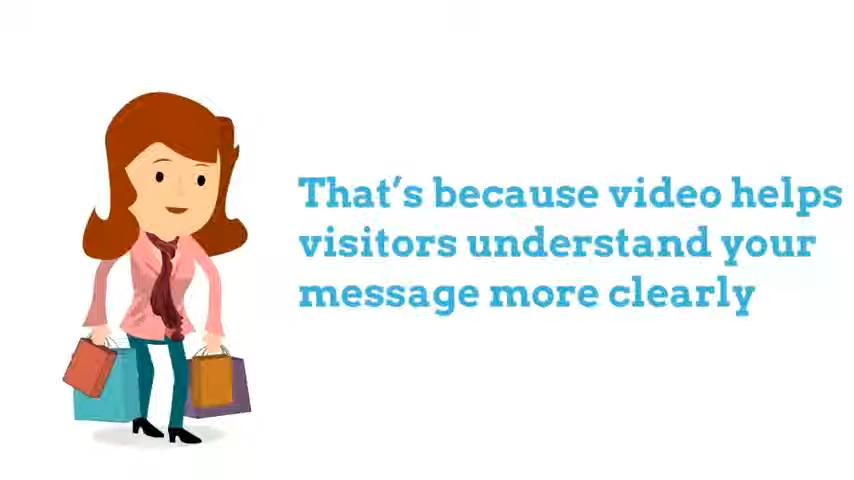 That's because video helps
visitors understand your
message more clearly